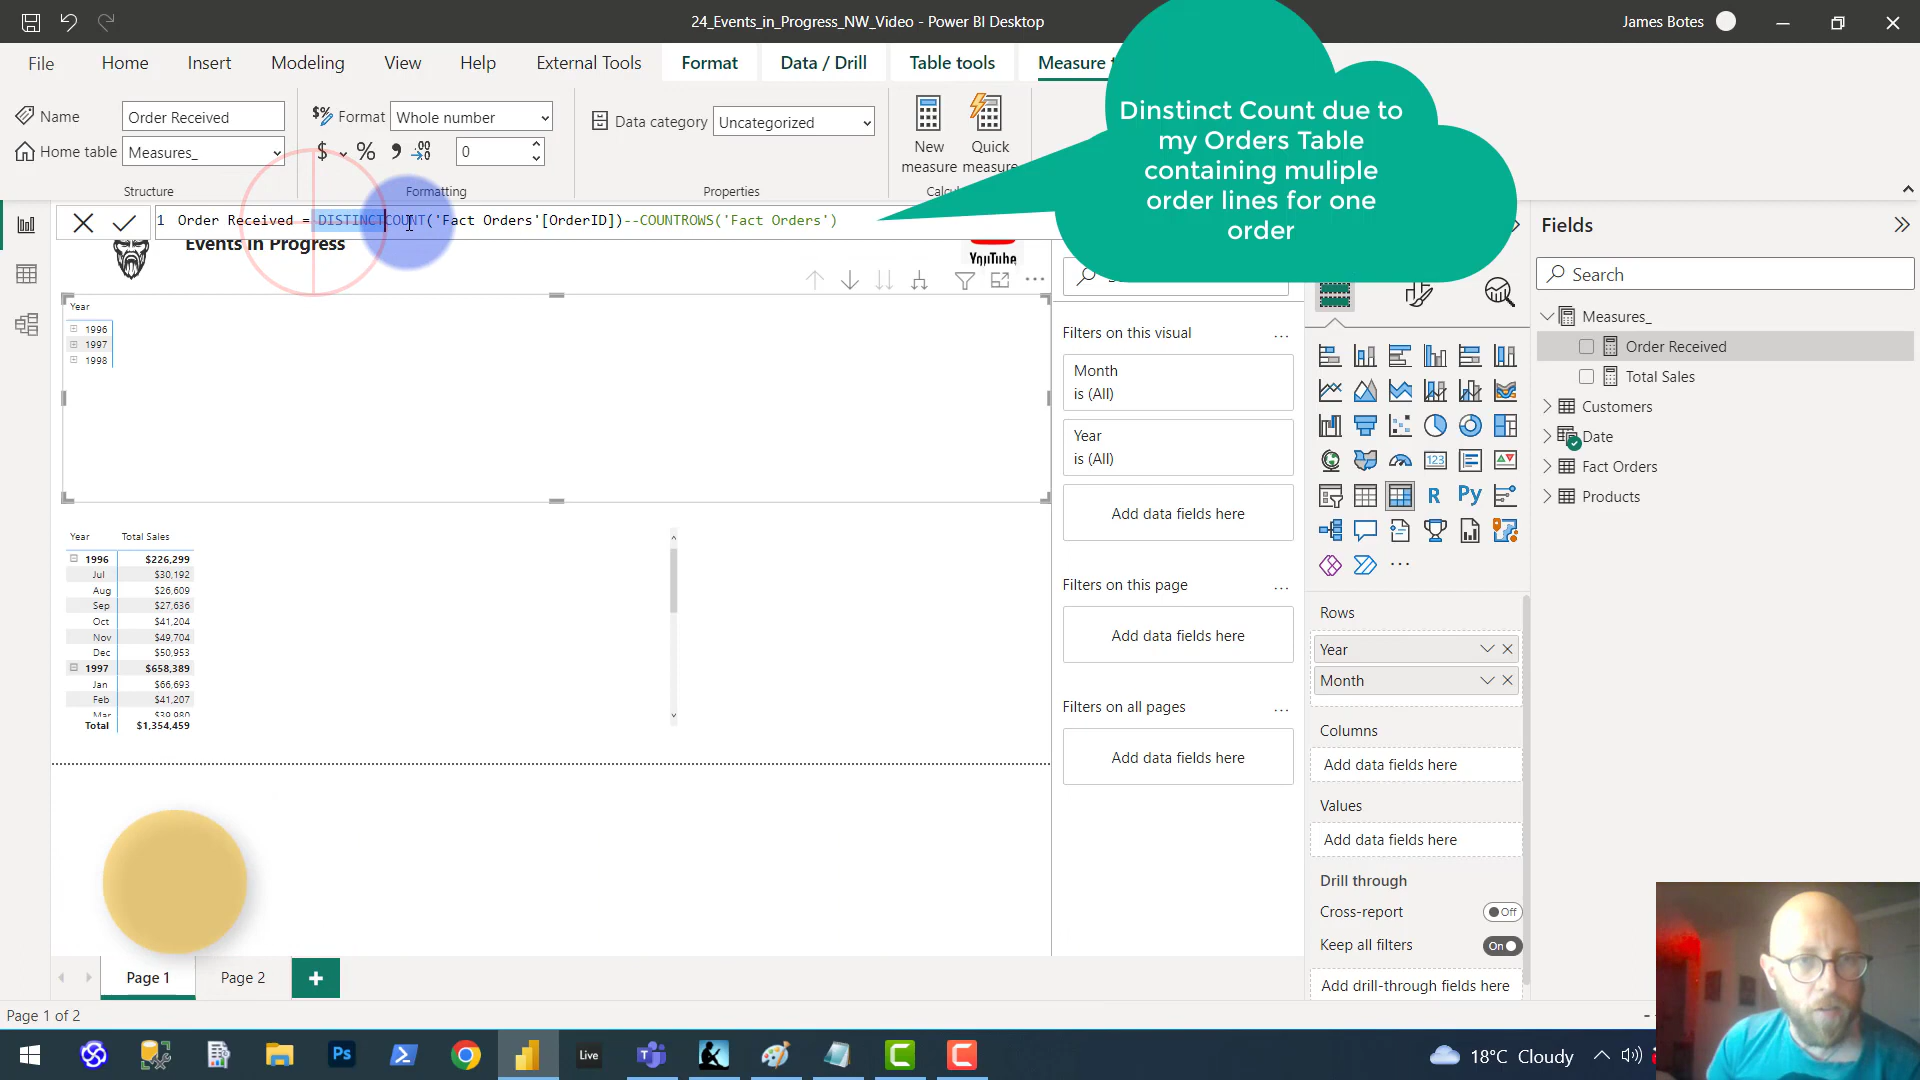 24_Events_in_Progress_NW_Video - Power BI Desktop
James Botes
File
Home
Insert
Modeling
View
Help
External Tools
Format
Data / Drill
Table tools
Measure
Name
Order Received
Home table
Measures_
Structure
Format
Whole number
$
%
0
Formatting
Data category
Uncategorized
Properties
New
measure
Quick
measure
Dinstinct Count due to
my Orders Table
containing muliple
order lines for one
order
1 Order Received = DISTINCTCOUNT('Fact Orders'[OrderID])--COUNTROWS('Fact Orders')
Events in Progress
YouTube
Year
1996
1997
1998
Year Total Sales
1996 $226,299
Jul $30,192
Aug $26,609
Sep $27,636
Oct $41,204
Nov $49,704
Dec $50,953
1997 $658,389
Jan $66,693
Feb $41,207
Mar $39,980
Total $1,354,459
Filters on this visual
...
Month
is (All)
Year
is (All)
Add data fields here
Filters on this page
...
Add data fields here
Filters on all pages
...
Add data fields here
123
R
Py
...
Rows
Year
Month
Columns
Add data fields here
Values
Add data fields here
Drill through
Cross-report
Off
Keep all filters
On
Add drill-through fields here
Fields
Search
Measures_
Order Received
Total Sales
Customers
Date
Fact Orders
Products
Page 1
Page 2
+
Page 1 of 2
Ps
Live
18°C Cloudy